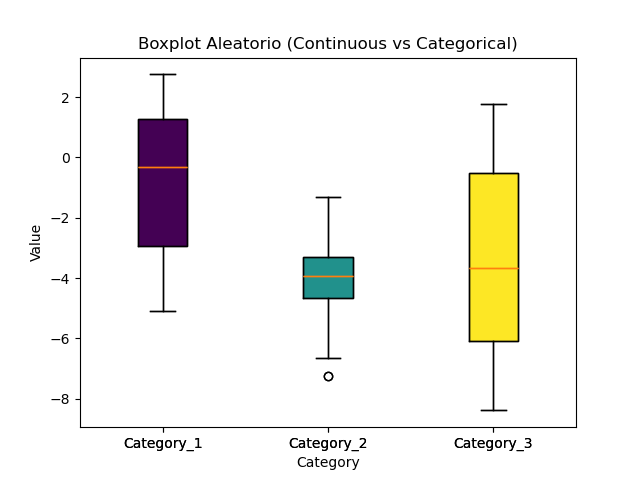 Boxplot Aleatorio (Continuous vs Categorical)
Value
2
0
−2
−4
−6
−8
Category_1
Category_2
Category_3
Category